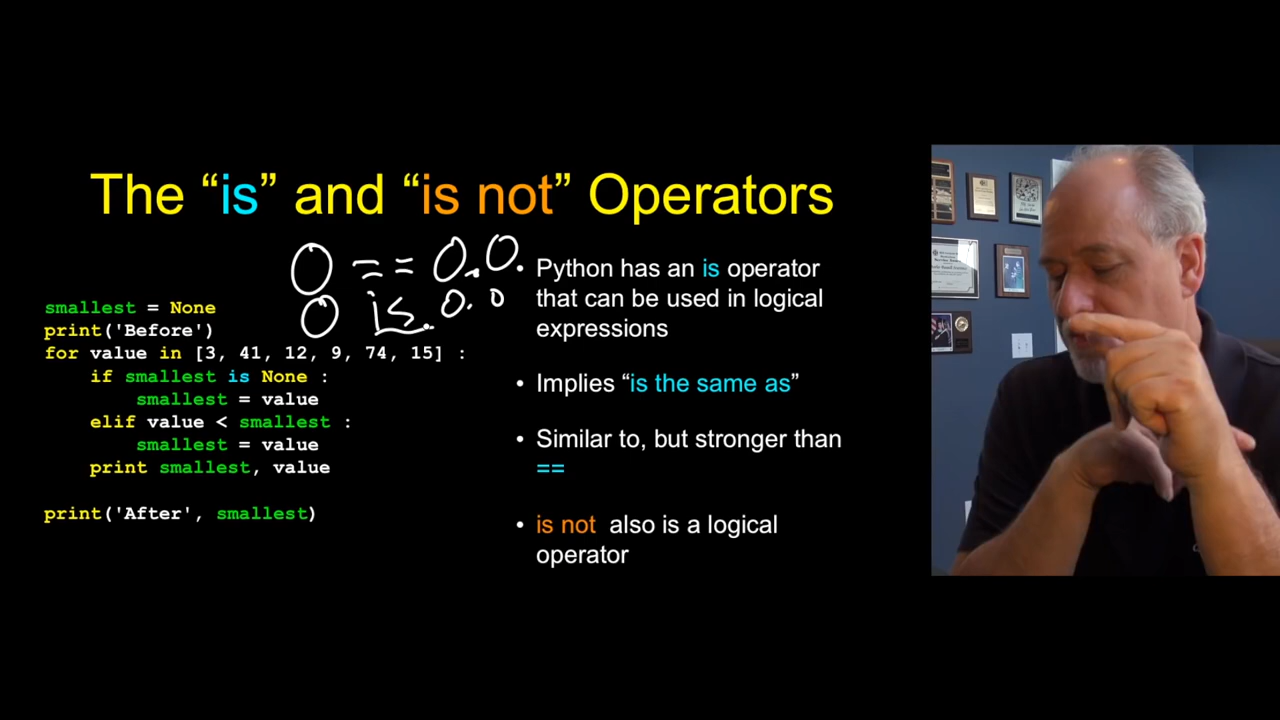 The “is” and “is not” Operators
0 == 0.0
0 is 0.0
smallest = None
print('Before')
for value in [3, 41, 12, 9, 74, 15] :
    if smallest is None :
        smallest = value
    elif value < smallest :
        smallest = value
    print smallest, value
print('After', smallest)
• Python has an is operator
that can be used in logical
expressions
• Implies “is the same as”
• Similar to, but stronger than
==
• is not also is a logical
operator